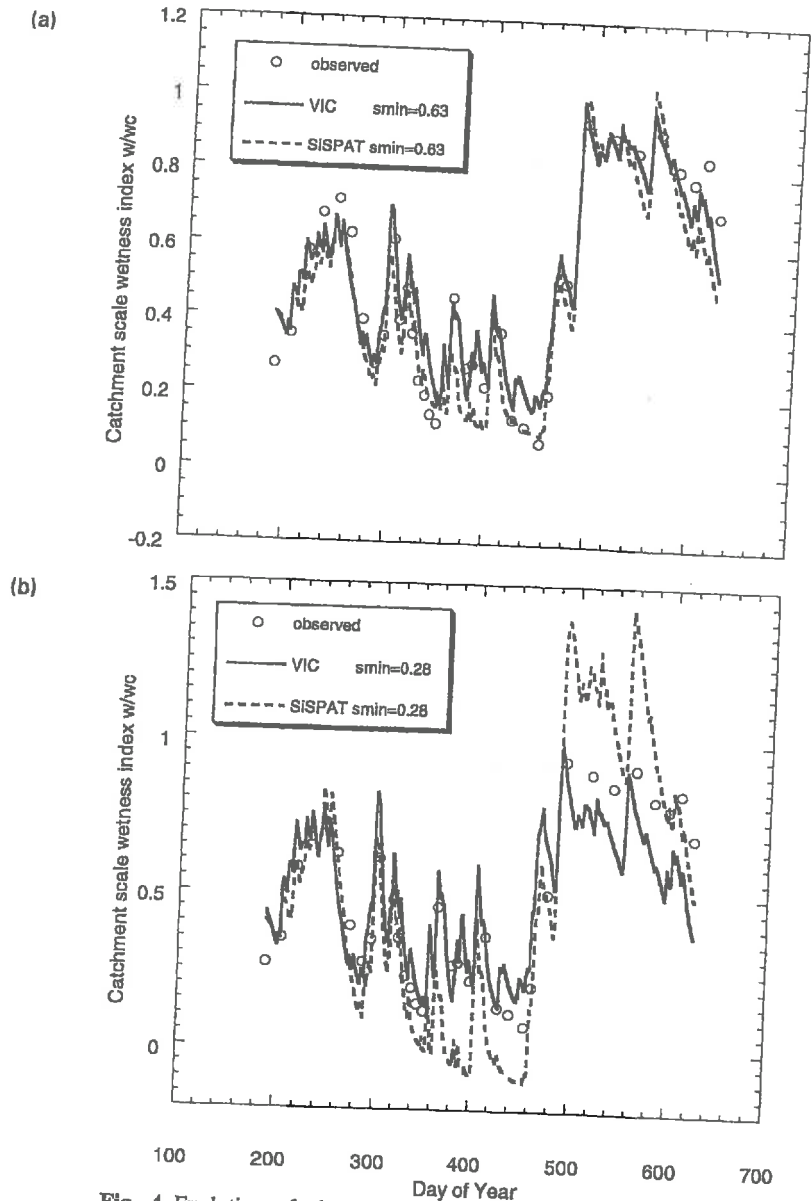 (a)
1.2
1
0.8
0.6
0.4
0.2
0
-0.2
Catchment scale wetness index w/wc
observed
VIC smin=0.63
SiSPAT smin=0.63
(b)
1.5
1
0.5
0
Catchment scale wetness index w/wc
observed
VIC smin=0.28
SiSPAT smin=0.28
100 200 300 400 500 600 700
Day of Year